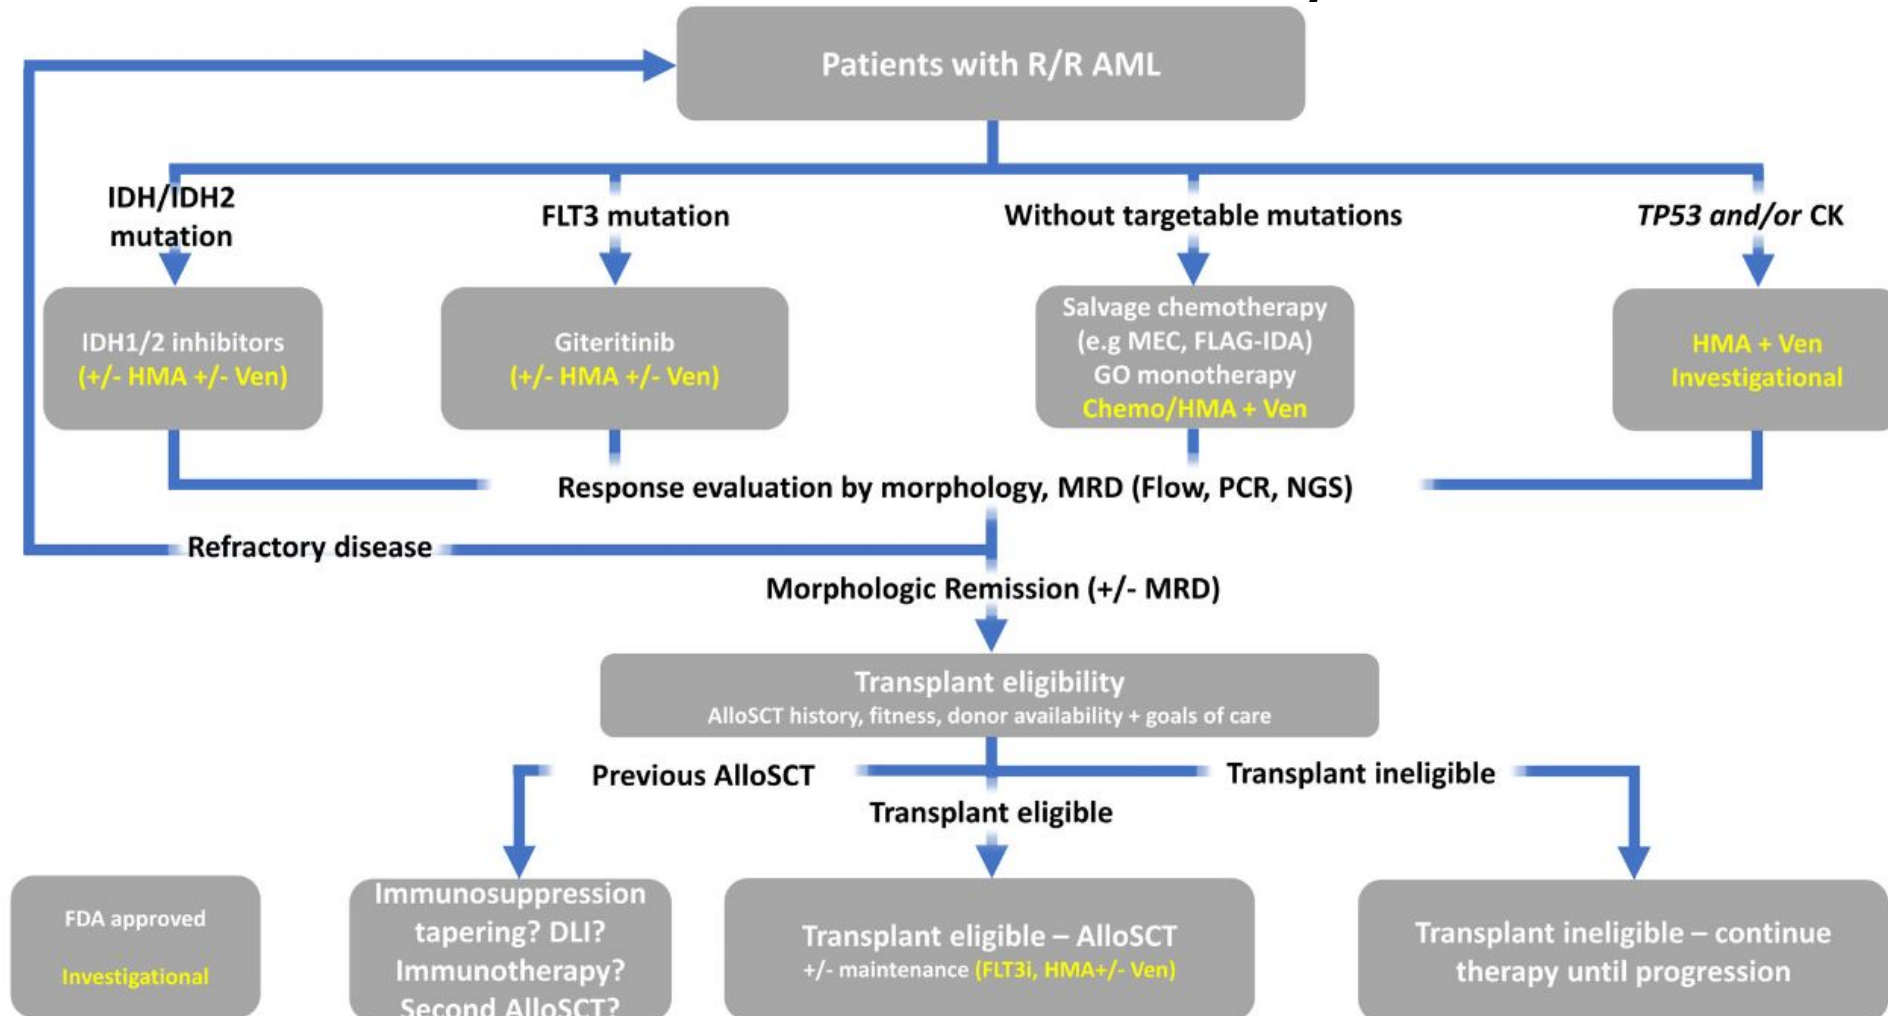 Patients with R/R AML
IDH/IDH2
mutation
FLT3 mutation
Without targetable mutations
TP53 and/or CK
IDH1/2 inhibitors
(+/- HMA +/- Ven)
Giteritinib
(+/- HMA +/- Ven)
Salvage chemotherapy
(e.g MEC, FLAG-IDA)
GO monotherapy
Chemo/HMA + Ven
HMA + Ven
Investigational
Response evaluation by morphology, MRD (Flow, PCR, NGS)
Refractory disease
Morphologic Remission (+/- MRD)
Transplant eligibility
AlloSCT history, fitness, donor availability + goals of care
Previous AlloSCT
Transplant eligible
Transplant ineligible
FDA approved
Investigational
Immunosuppression
tapering? DLI?
Immunotherapy?
Second AlloSCT?
Transplant eligible – AlloSCT
+/- maintenance (FLT3i, HMA+/- Ven)
Transplant ineligible – continue
therapy until progression